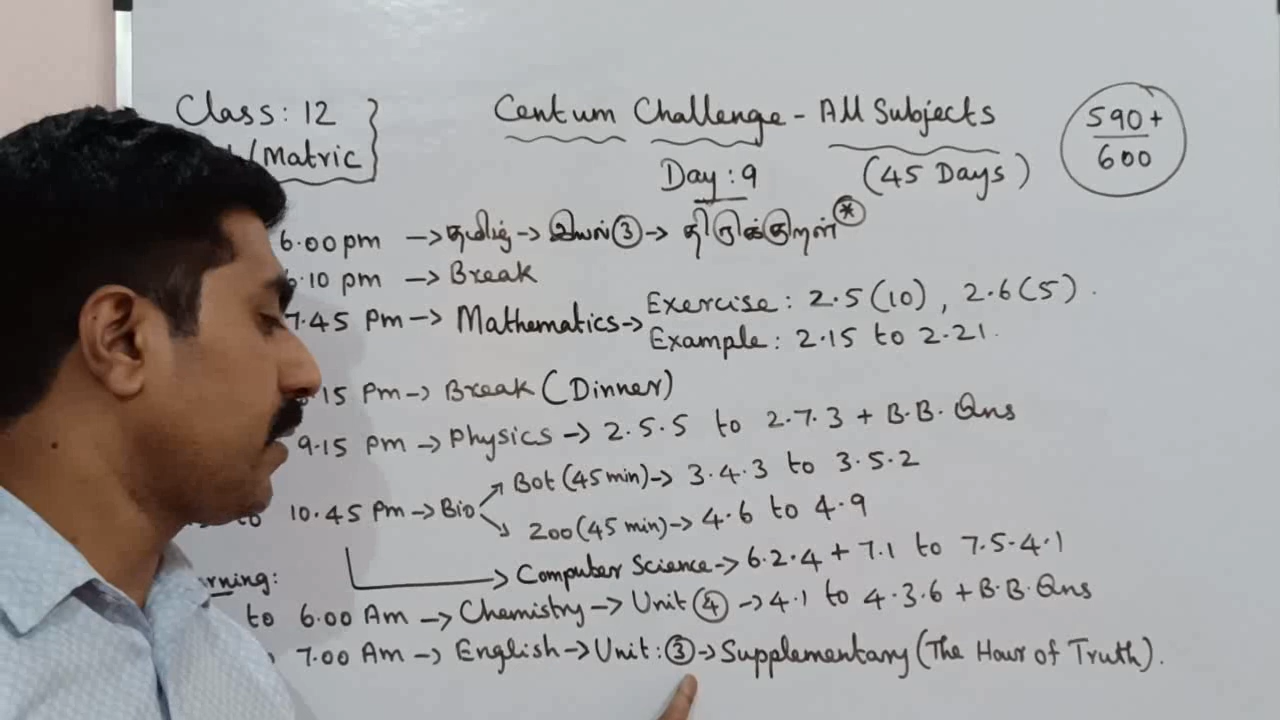 Class: 12
/Matric
Centum Challenge - All Subjects
Day: 9 (45 Days)
590+
600
6.00 pm → தமிழ் → இயல் ③ → திருக்குறள் *
6.10 pm → Break
7.45 Pm → Mathematics → Exercise: 2.5 (10), 2.6 (5).
Example: 2.15 to 2.21.
15 Pm → Break (Dinner)
9.15 pm → Physics → 2.5.5 to 2.7.3 + B.B. Qns
to 10.45 Pm → Bio
Bot (45 min) → 3.4.3 to 3.5.2
Zoo (45 min) → 4.6 to 4.9
→ Computer Science → 6.2.4 + 7.1 to 7.5.4.1
rning:
to 6.00 Am → Chemistry → Unit ④ → 4.1 to 4.3.6 + B.B. Qns
7.00 Am → English → Unit: ③ → Supplementary (The Hour of Truth).